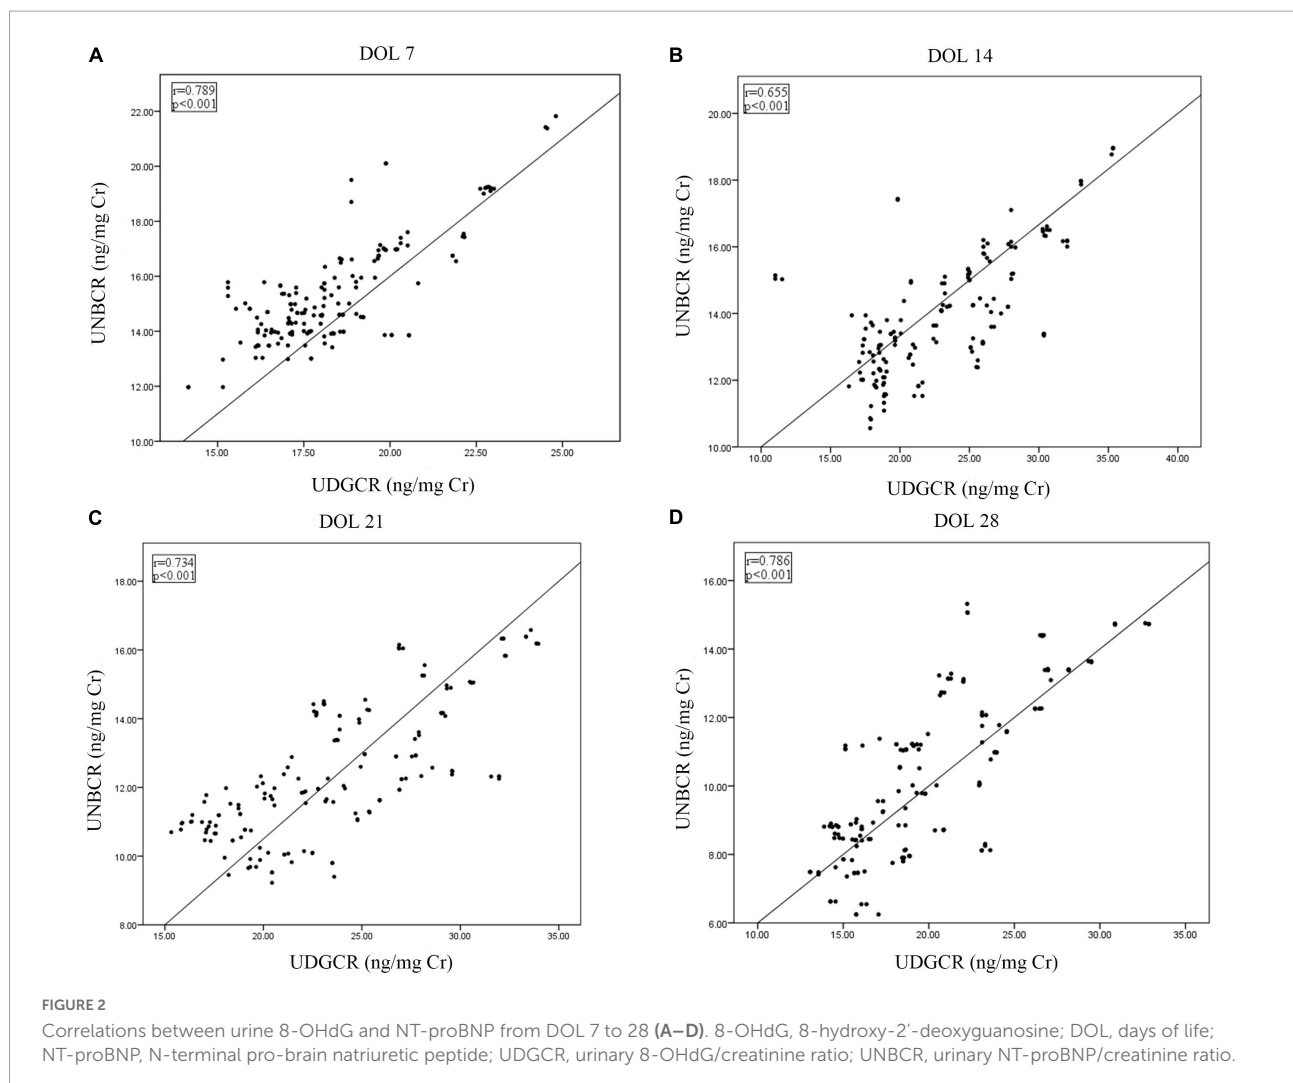 A
DOL 7
r=0.789
p<0.001
22.00
20.00
18.00
16.00
14.00
12.00
10.00
UNBCR (ng/mg Cr)
15.00 17.50 20.00 22.50 25.00
UDGCR (ng/mg Cr)
B
DOL 14
r=0.655
p<0.001
20.00
18.00
16.00
14.00
12.00
10.00
UNBCR (ng/mg Cr)
10.00 15.00 20.00 25.00 30.00 35.00 40.00
UDGCR (ng/mg Cr)
C
DOL 21
r=0.734
p<0.001
18.00
16.00
14.00
12.00
10.00
8.00
UNBCR (ng/mg Cr)
15.00 20.00 25.00 30.00 35.00
UDGCR (ng/mg Cr)
D
DOL 28
r=0.786
p<0.001
16.00
14.00
12.00
10.00
8.00
6.00
UNBCR (ng/mg Cr)
10.00 15.00 20.00 25.00 30.00 35.00
UDGCR (ng/mg Cr)
FIGURE 2
Correlations between urine 8-OHdG and NT-proBNP from DOL 7 to 28 (A–D). 8-OHdG, 8-hydroxy-2′-deoxyguanosine; DOL, days of life;
NT-proBNP, N-terminal pro-brain natriuretic peptide; UDGCR, urinary 8-OHdG/creatinine ratio; UNBCR, urinary NT-proBNP/creatinine ratio.